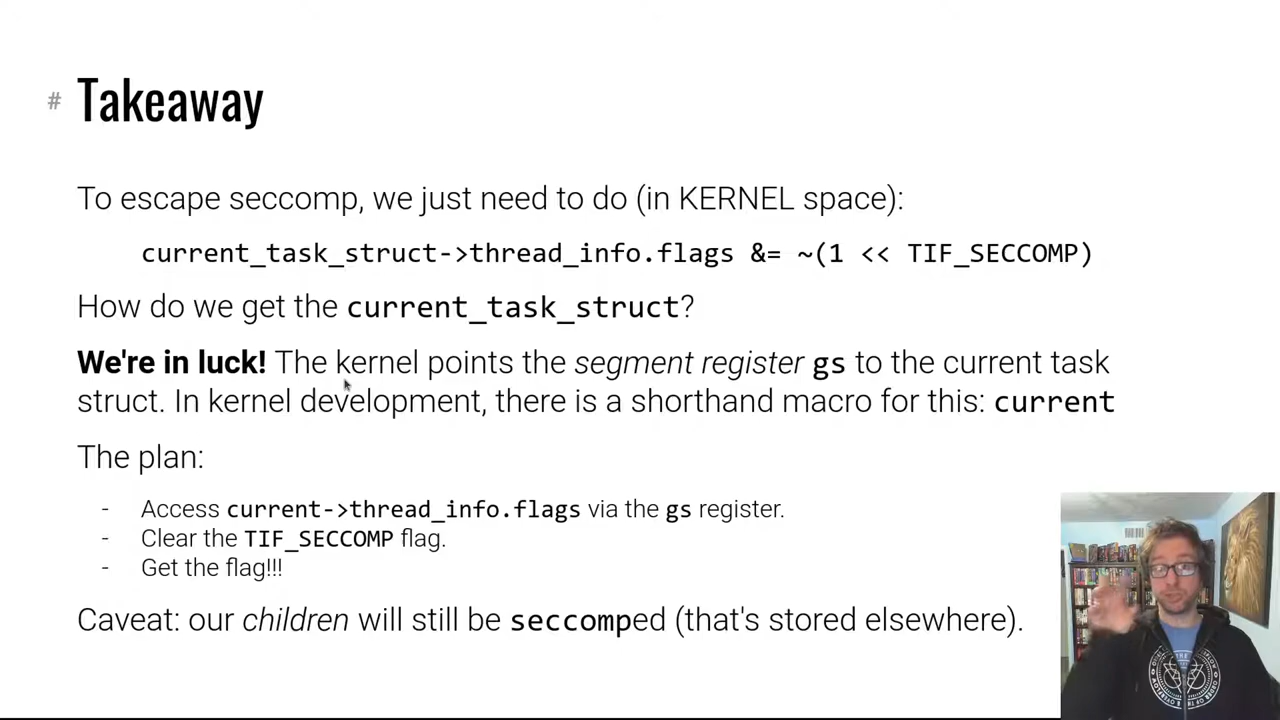 # Takeaway
To escape seccomp, we just need to do (in KERNEL space):
current_task_struct->thread_info.flags &= ~(1 << TIF_SECCOMP)
How do we get the current_task_struct?
We're in luck! The kernel points the segment register gs to the current task
struct. In kernel development, there is a shorthand macro for this: current
The plan:
- Access current->thread_info.flags via the gs register.
- Clear the TIF_SECCOMP flag.
- Get the flag!!!
Caveat: our children will still be seccomped (that's stored elsewhere).